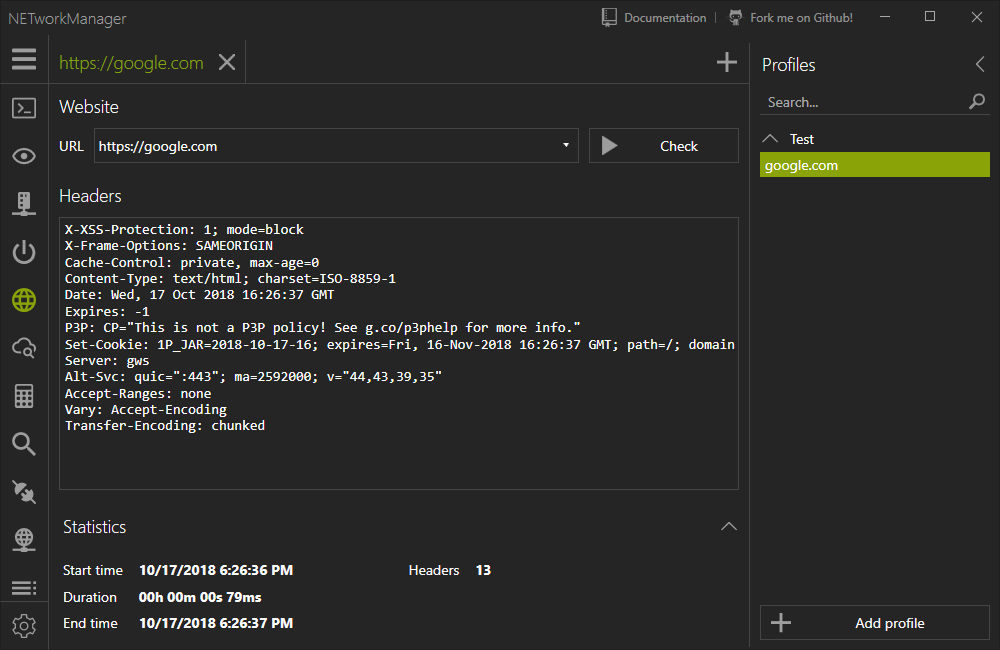 NETworkManager
Documentation
Fork me on Github!
https://google.com
Profiles
Search...
Test
google.com
Website
URL https://google.com Check
Headers
X-XSS-Protection: 1; mode=block
X-Frame-Options: SAMEORIGIN
Cache-Control: private, max-age=0
Content-Type: text/html; charset=ISO-8859-1
Date: Wed, 17 Oct 2018 16:26:37 GMT
Expires: -1
P3P: CP="This is not a P3P policy! See g.co/p3phelp for more info."
Set-Cookie: 1P_JAR=2018-10-17-16; expires=Fri, 16-Nov-2018 16:26:37 GMT; path=/; domain
Server: gws
Alt-Svc: quic=":443"; ma=2592000; v="44,43,39,35"
Accept-Ranges: none
Vary: Accept-Encoding
Transfer-Encoding: chunked
Statistics
Start time 10/17/2018 6:26:36 PM Headers 13
Duration 00h 00m 00s 79ms
End time 10/17/2018 6:26:37 PM
Add profile